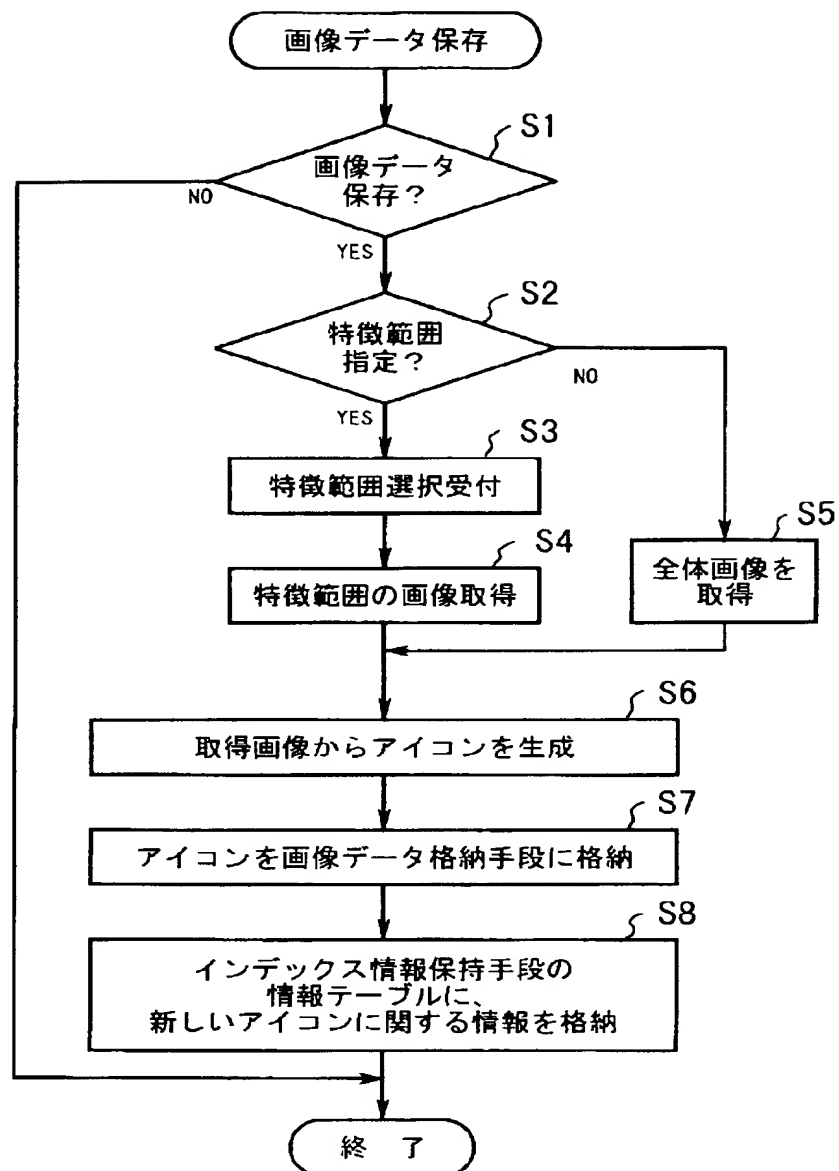 画像データ保存
S1
画像データ
保存?
NO
YES
S2
特徴範囲
指定?
NO
YES
S3
特徴範囲選択受付
S4
特徴範囲の画像取得
S5
全体画像を
取得
S6
取得画像からアイコンを生成
S7
アイコンを画像データ格納手段に格納
S8
インデックス情報保持手段の
情報テーブルに、
新しいアイコンに関する情報を格納
終 了